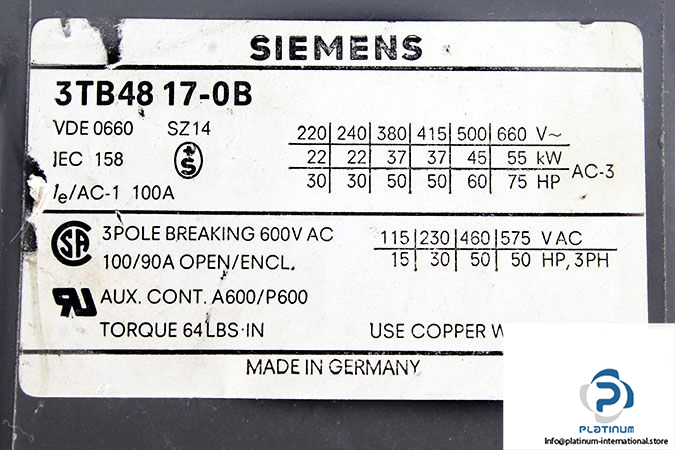 SIEMENS
3TB48 17-0B
VDE 0660 SZ14
IEC 158
Ie/AC-1 100A
220 240 380 415 500 660 V~
22 22 37 37 45 55 kW
30 30 50 50 60 75 HP
AC-3
SA
3POLE BREAKING 600V AC
100/90A OPEN/ENCL.
115 230 460 575 VAC
15 30 50 50 HP, 3PH
AUX. CONT. A600/P600
TORQUE 64LBS·IN USE COPPER
MADE IN GERMANY
PLATINUM
Info@platinum-international.store